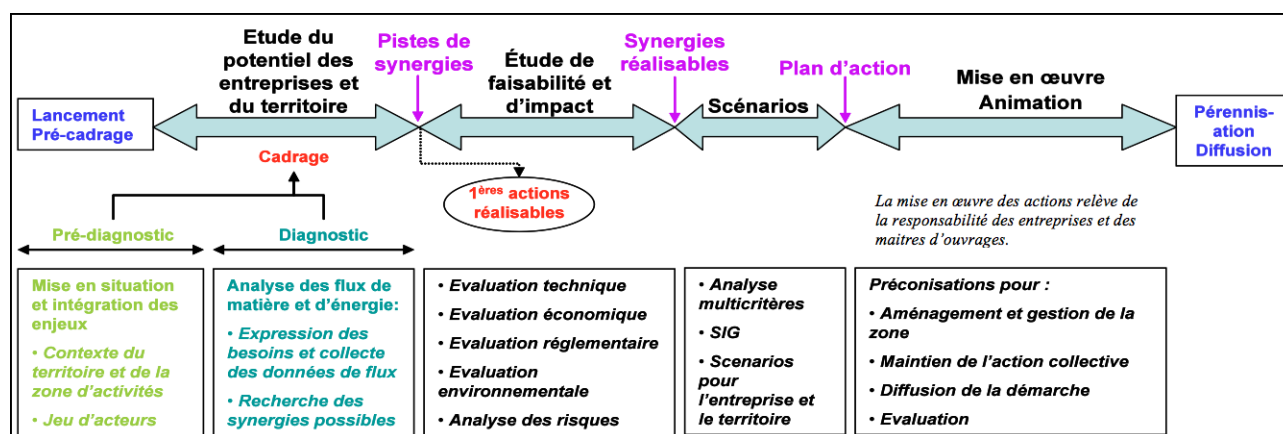 Etude du
potentiel des
entreprises et
du territoire
Pistes de
synergies
Étude de
faisabilité et
d'impact
Synergies
réalisables
Scénarios
Plan d'action
Mise en œuvre
Animation
Lancement
Pré-cadrage
Pérennis-
ation
Diffusion
Cadrage
1ères actions
réalisables
La mise en œuvre des actions relève de
la responsabilité des entreprises et des
maitres d'ouvrages.
Pré-diagnostic
Diagnostic
Mise en situation
et intégration des
enjeux
• Contexte du
territoire et de la
zone d'activités
• Jeu d'acteurs
Analyse des flux de
matière et d'énergie:
• Expression des
besoins et collecte
des données de flux
• Recherche des
synergies possibles
• Evaluation technique
• Evaluation économique
• Evaluation réglementaire
• Evaluation
environnementale
• Analyse des risques
• Analyse
multicritères
• SIG
• Scenarios
pour
l'entreprise et
le territoire
Préconisations pour :
• Aménagement et gestion de la
zone
• Maintien de l'action collective
• Diffusion de la démarche
• Evaluation